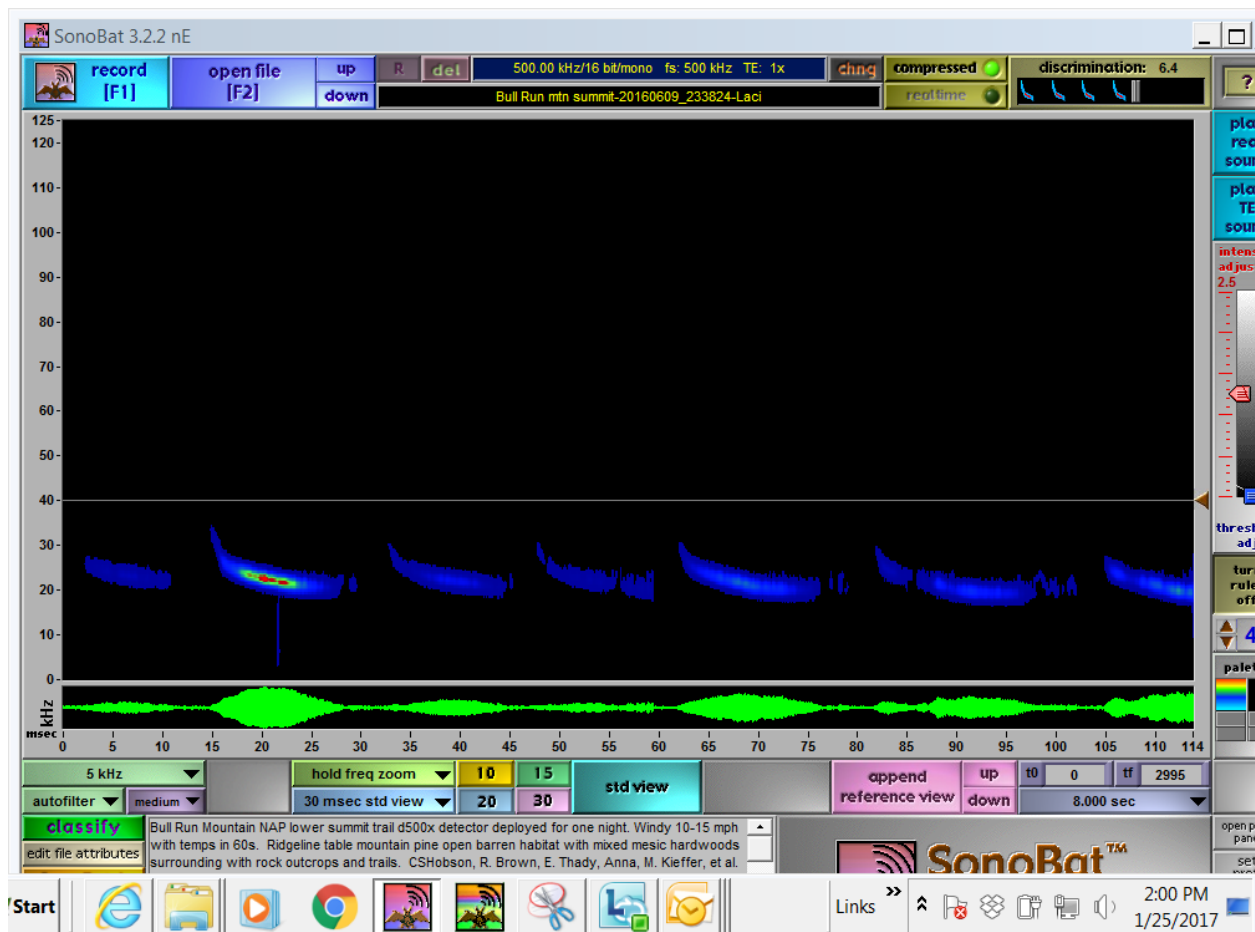 SonoBat 3.2.2 nE
record
[F1]
open file
[F2]
up
down
R
del
500.00 kHz/16 bit/mono fs: 500 kHz TE: 1x
Bull Run mtn summit-20160609_233824-Laci
chng
compressed
realtime
discrimination: 6.4
?
125
120
110
100
90
80
70
60
50
40
30
20
10
0
kHz
msec
0 5 10 15 20 25 30 35 40 45 50 55 60 65 70 75 80 85 90 95 100 105 110 114
2.5
5 kHz
autofilter
medium
hold freq zoom
30 msec std view
10
15
20
30
std view
append
reference view
up
down
t0
0
tf
2995
8.000 sec
classify
edit file attributes
Bull Run Mountain NAP lower summit trail d500x detector deployed for one night. Windy 10-15 mph
with temps in 60s. Ridgeline table mountain pine open barren habitat with mixed mesic hardwoods
surrounding with rock outcrops and trails. CSHobson, R. Brown, E. Thady, Anna, M. Kieffer, et al.
SonoBat™
Start
Links
»
2:00 PM
1/25/2017